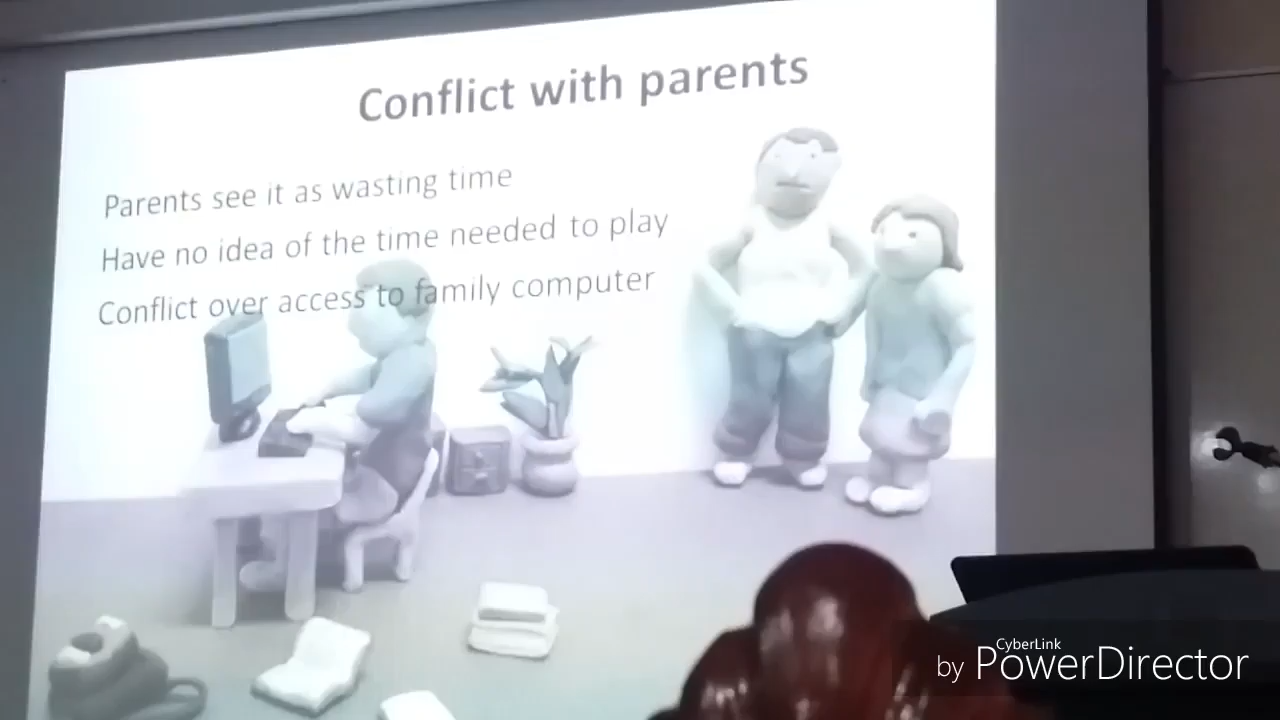 Conflict with parents
Parents see it as wasting time
Have no idea of the time needed to play
Conflict over access to family computer
CyberLink
by PowerDirector